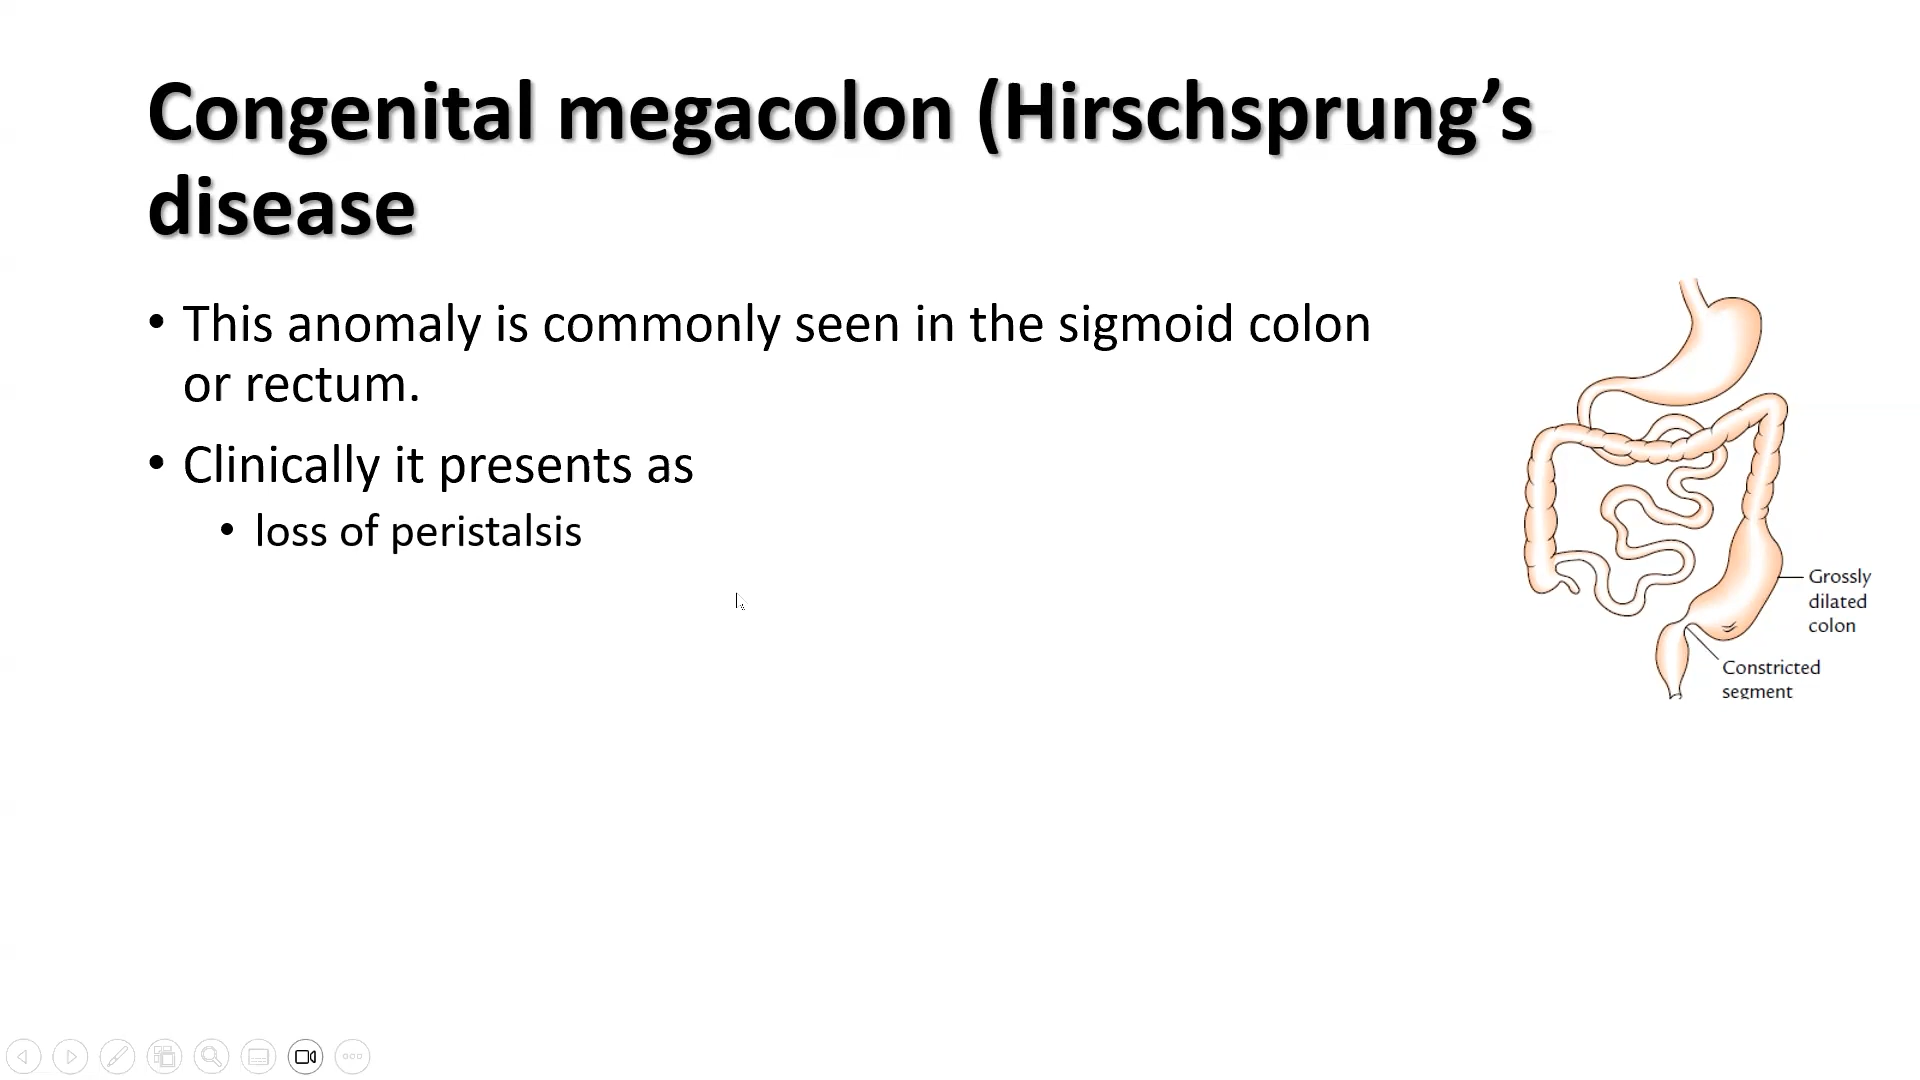 Congenital megacolon (Hirschsprung’s
disease
• This anomaly is commonly seen in the sigmoid colon
or rectum.
• Clinically it presents as
• loss of peristalsis
Grossly
dilated
colon
Constricted
segment